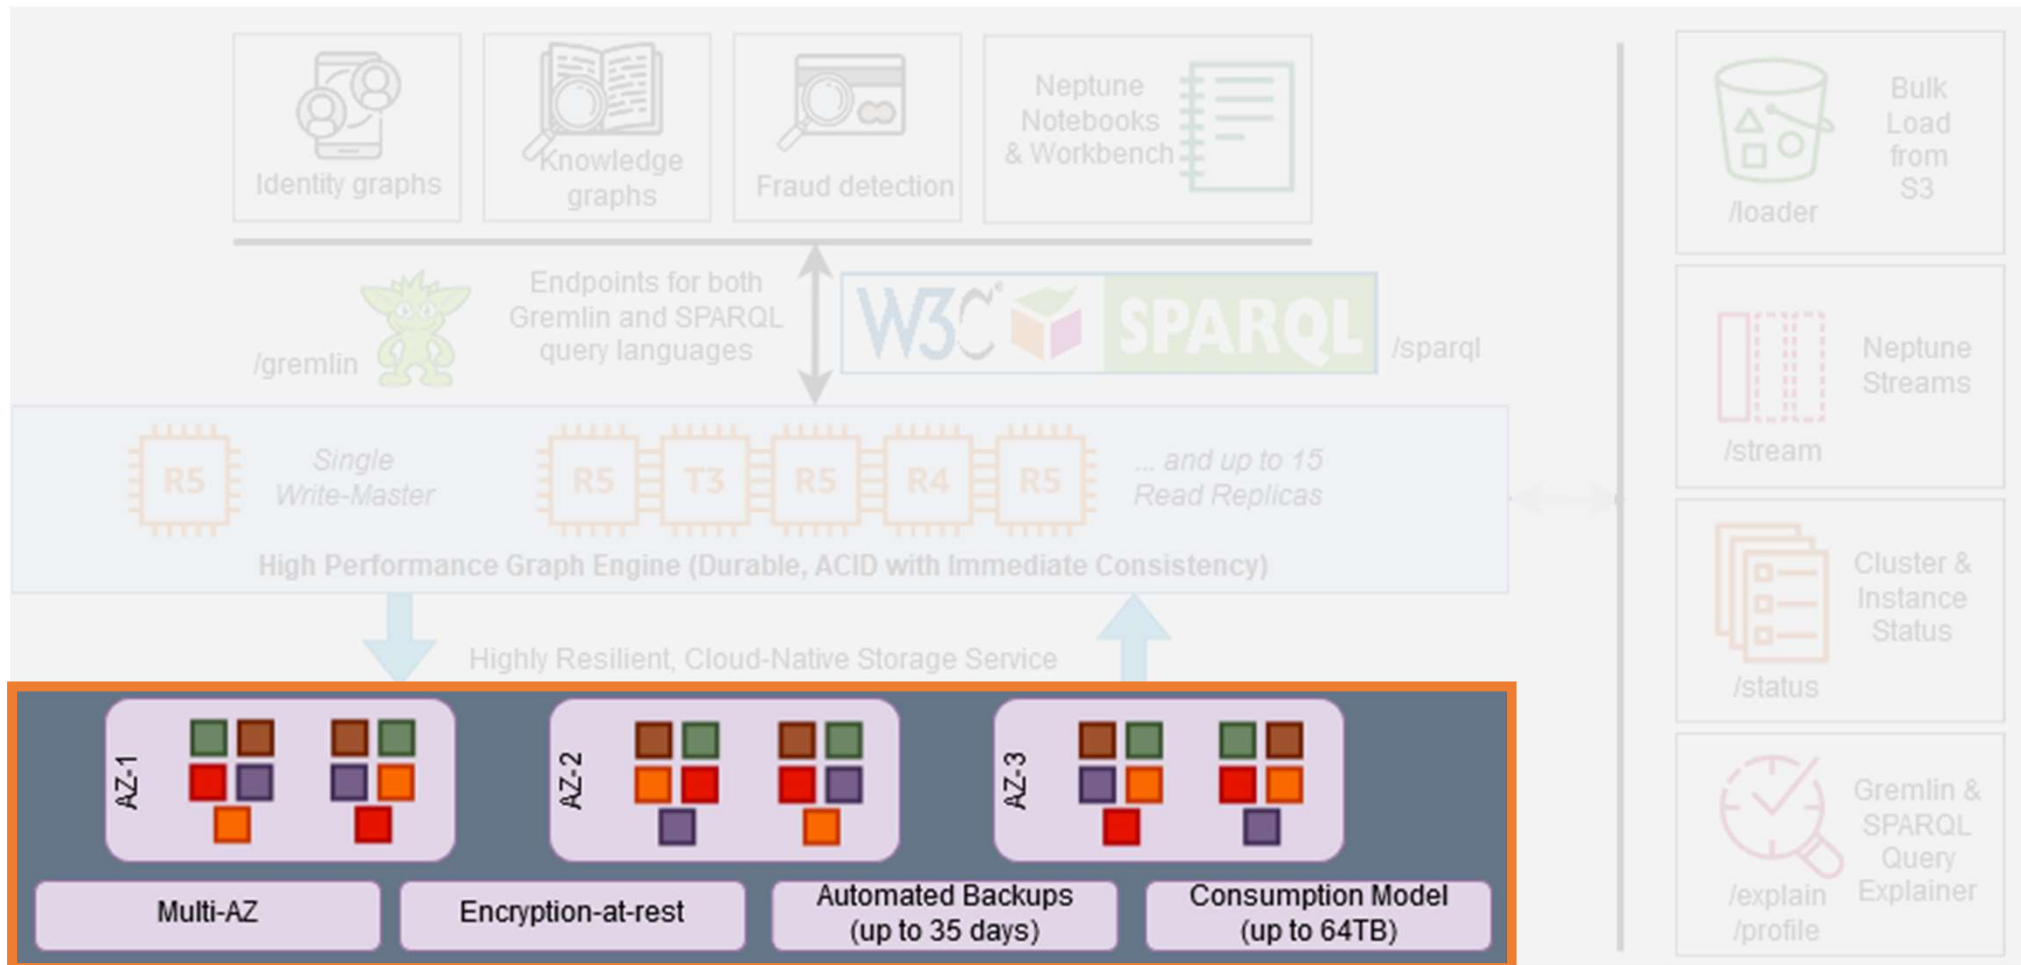 Identity graphs
Knowledge
graphs
Fraud detection
Neptune
Notebooks
& Workbench
/gremlin
Endpoints for both
Gremlin and SPARQL
query languages
W3C®
SPARQL
/sparql
R5
Single
Write-Master
R5
T3
R5
R4
R5
... and up to 15
Read Replicas
High Performance Graph Engine (Durable, ACID with Immediate Consistency)
Highly Resilient, Cloud-Native Storage Service
AZ-1
AZ-2
AZ-3
Multi-AZ
Encryption-at-rest
Automated Backups
(up to 35 days)
Consumption Model
(up to 64TB)
Bulk
Load
from
S3
/loader
Neptune
Streams
/stream
Cluster &
Instance
Status
/status
Gremlin &
SPARQL
Query
Explainer
/explain
/profile